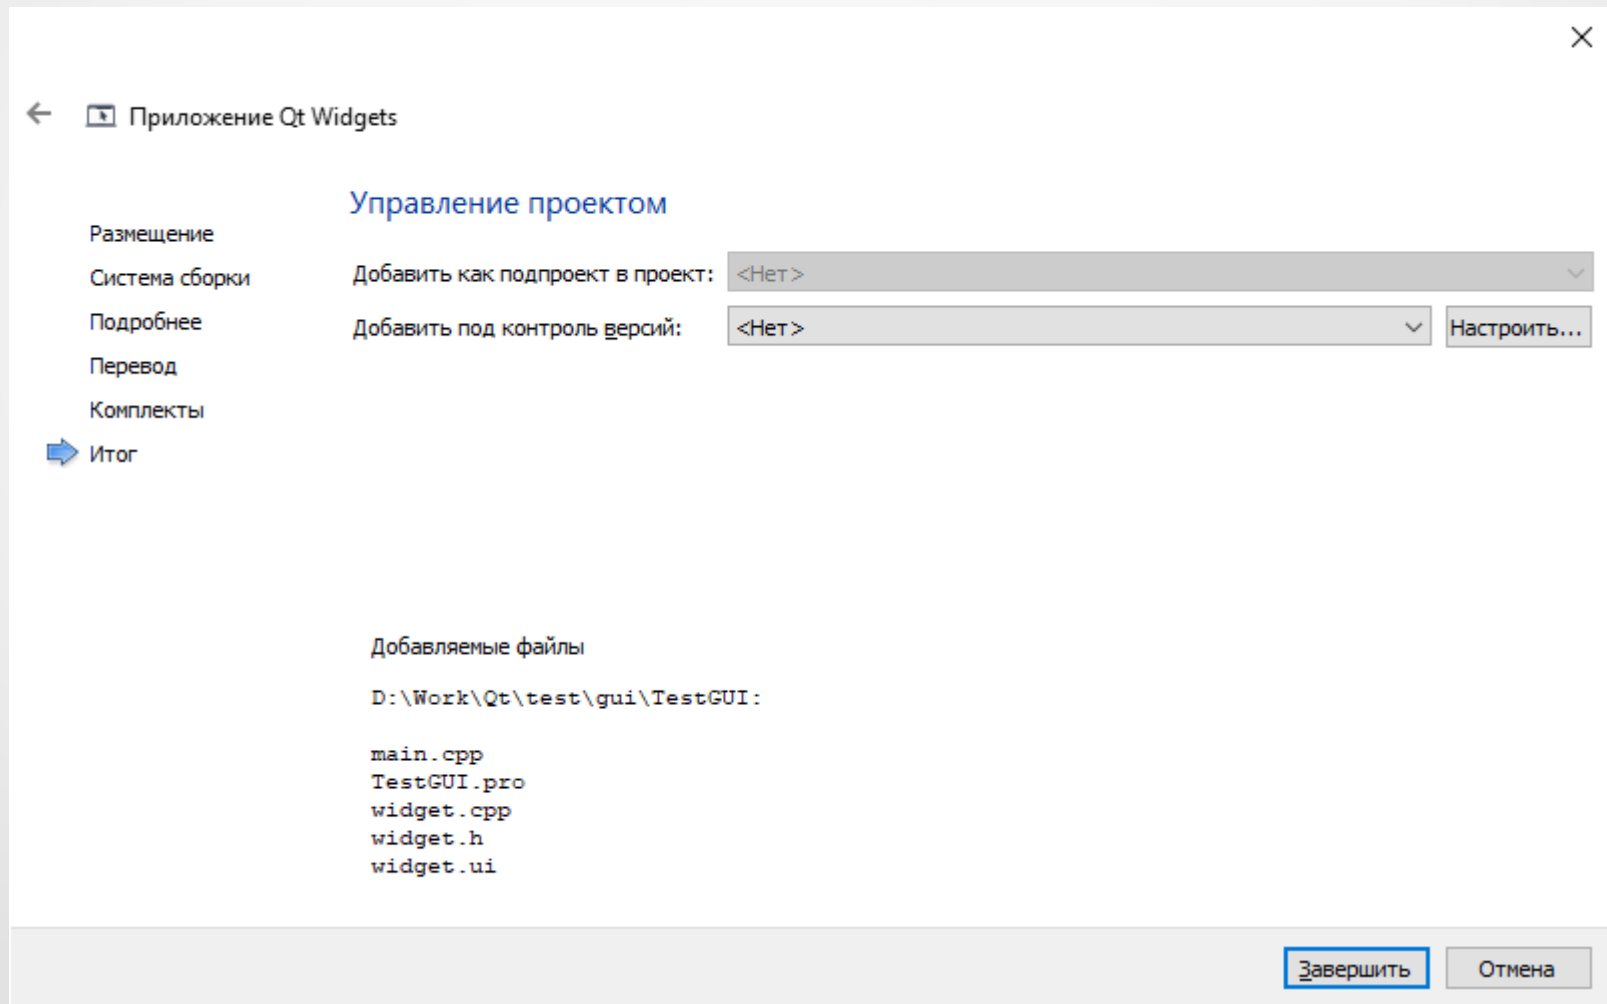 Приложение Qt Widgets
Размещение
Система сборки
Подробнее
Перевод
Комплекты
Итог
Управление проектом
Добавить как подпроект в проект: <Нет>
Добавить под контроль версий: <Нет> Настроить...
Добавляемые файлы
D:\Work\Qt\test\gui\TestGUI:
main.cpp
TestGUI.pro
widget.cpp
widget.h
widget.ui
Завершить Отмена